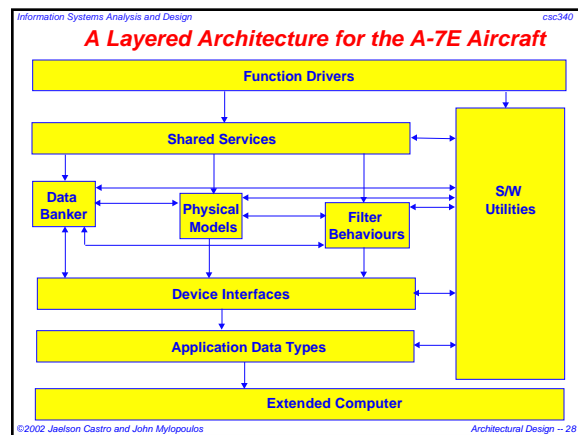 Information Systems Analysis and Design csc340
A Layered Architecture for the A-7E Aircraft
Function Drivers
Shared Services
Data
Banker
Physical
Models
Filter
Behaviours
S/W
Utilities
Device Interfaces
Application Data Types
Extended Computer
©2002 Jaelson Castro and John Mylopoulos Architectural Design -- 28